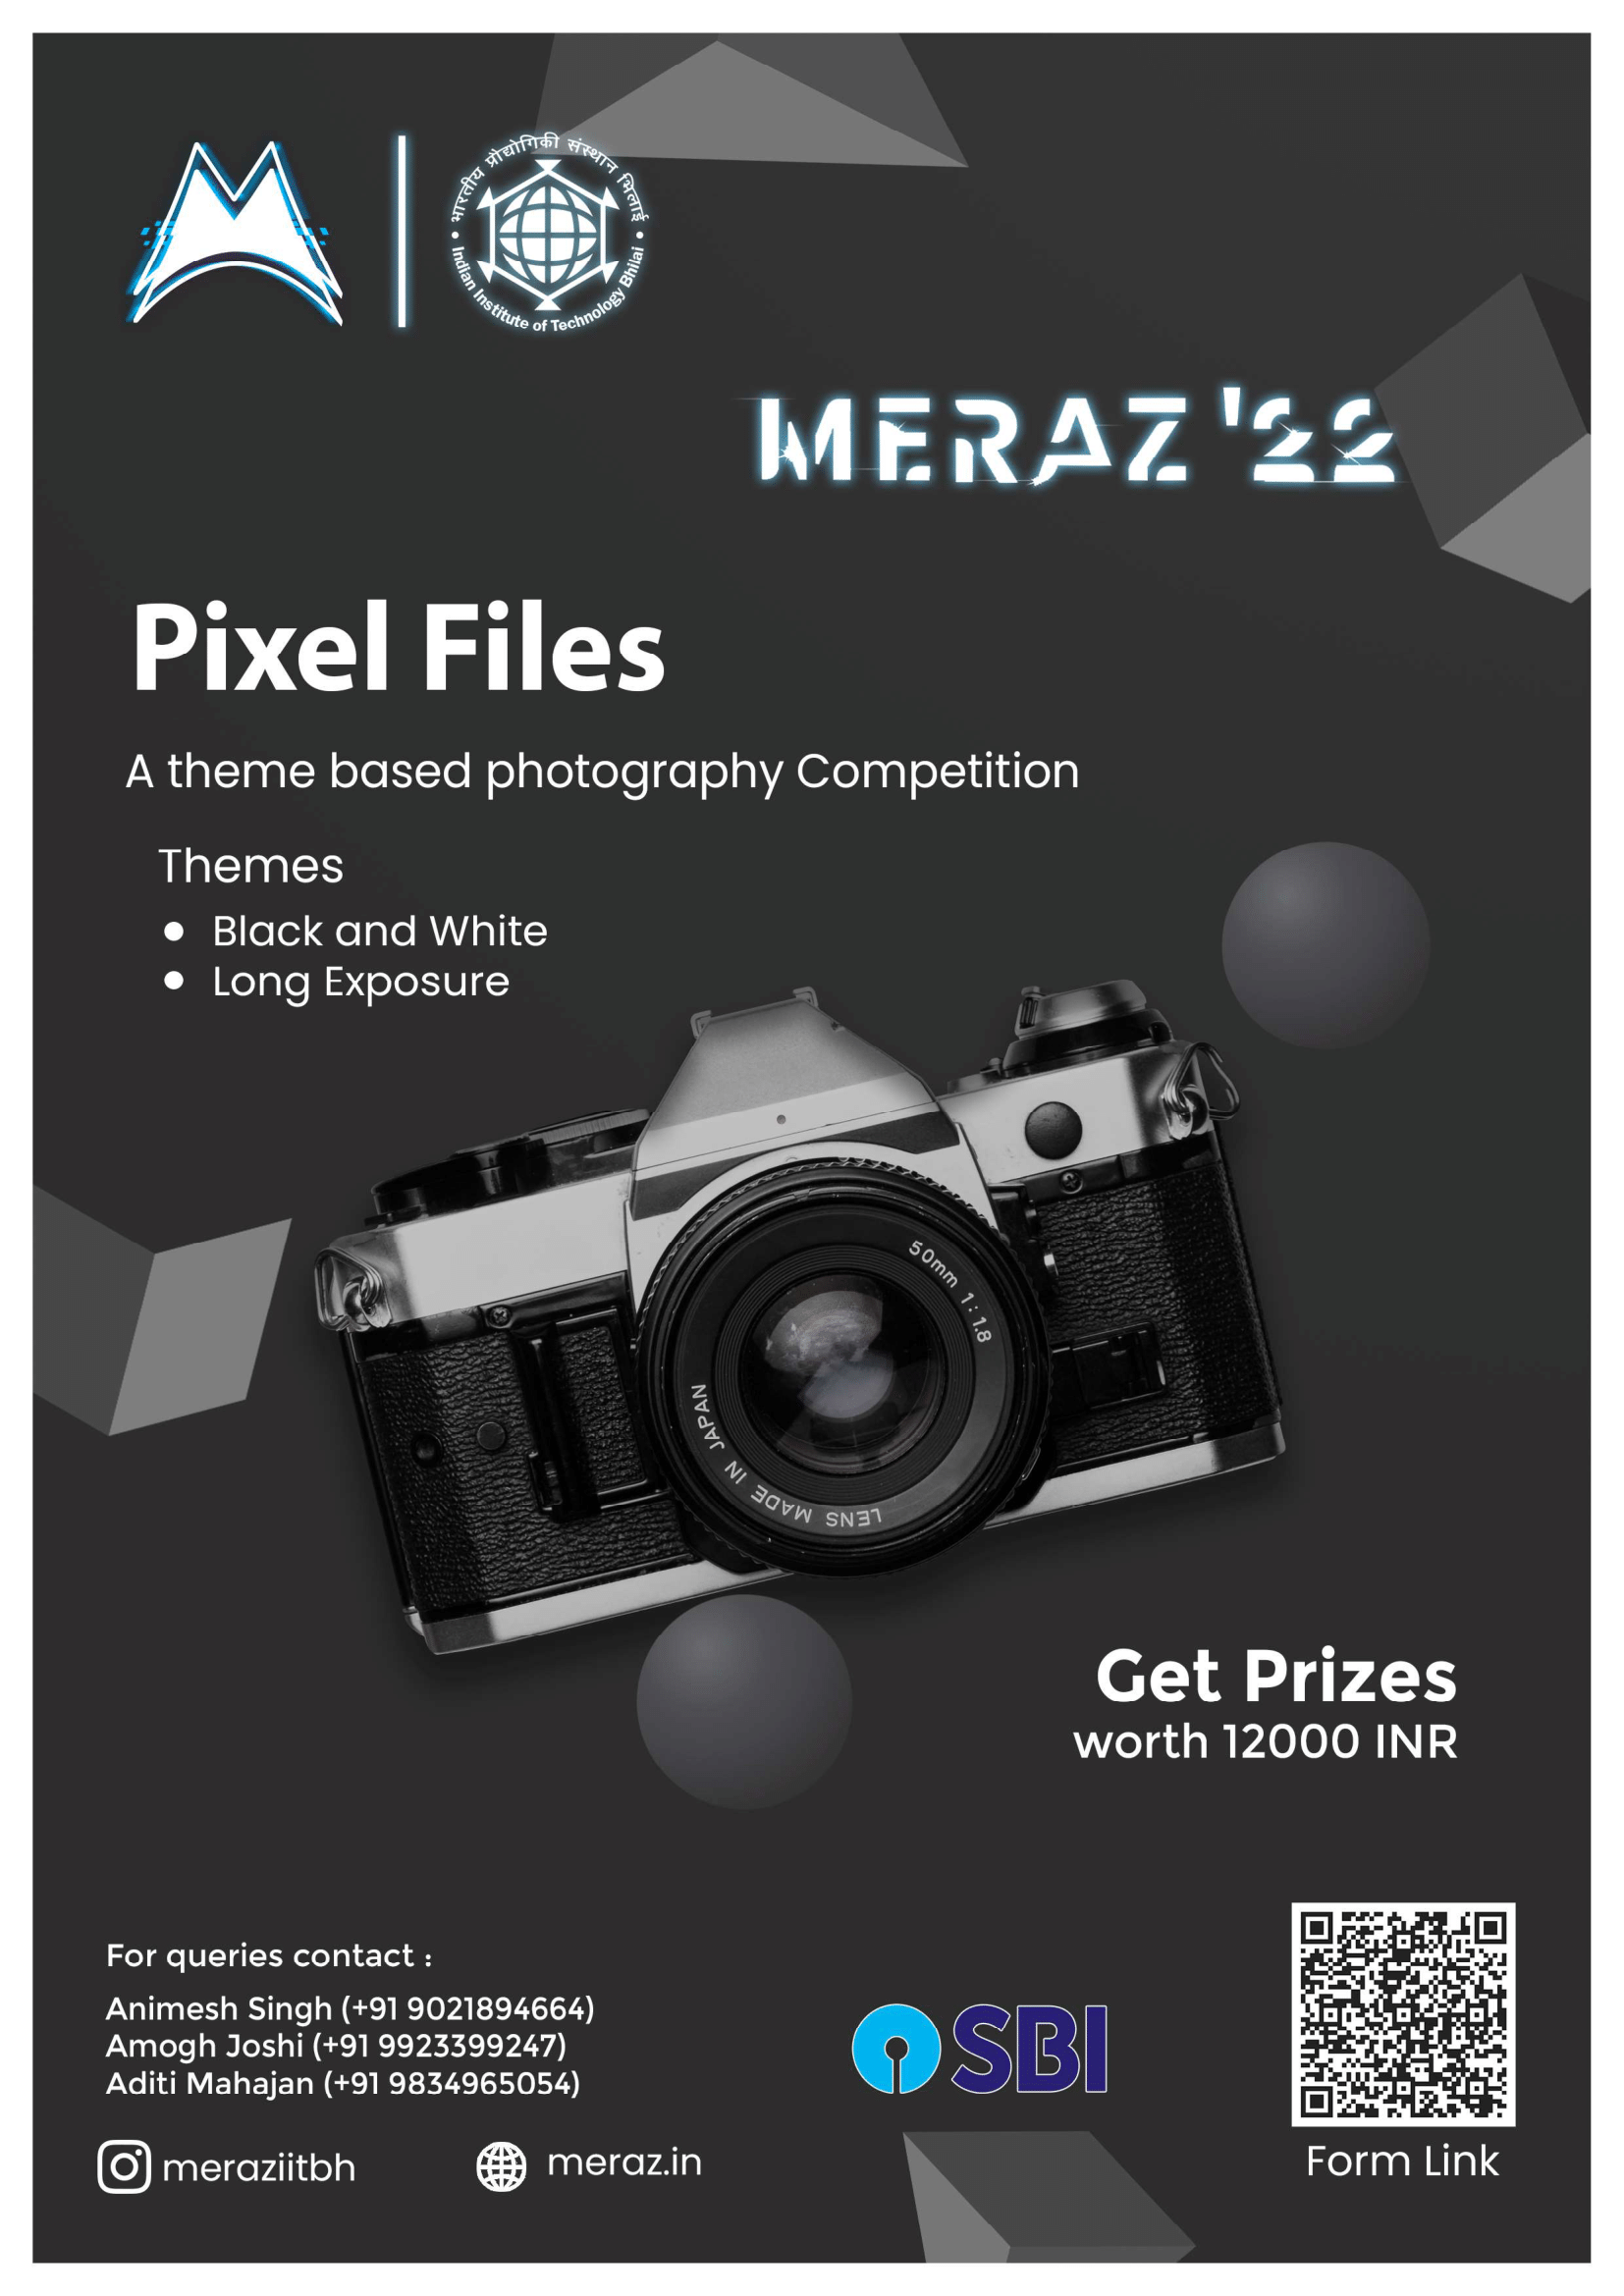 भारतीय प्रौद्योगिकी संस्थान भिलाई
Indian Institute of Technology Bhilai
MERAZ '22
Pixel Files
A theme based photography Competition
Themes
Black and White
Long Exposure
50mm 1:1.8
LENS MADE IN JAPAN
Get Prizes
worth 12000 INR
For queries contact :
Animesh Singh (+91 9021894664)
Amogh Joshi (+91 9923399247)
Aditi Mahajan (+91 9834965054)
SBI
meraziitbh
meraz.in
Form Link